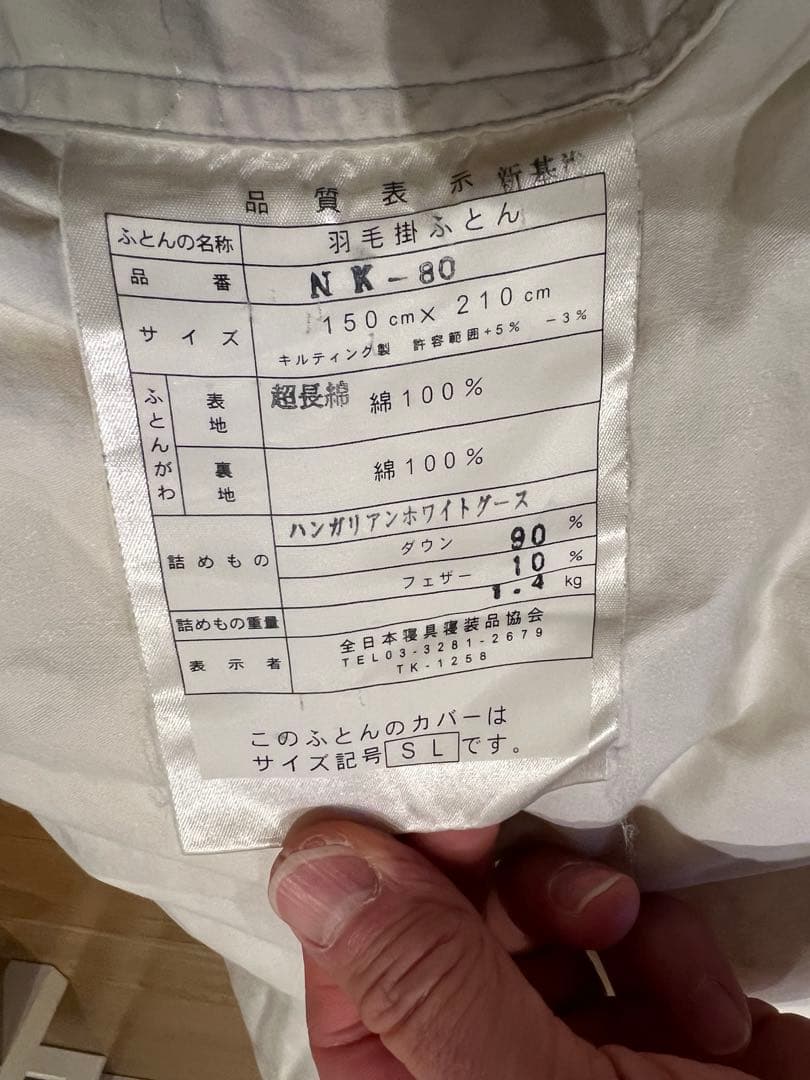 品質表示 新基準
ふとんの名称 羽毛掛ふとん
品番 NK-80
サイズ 150cm×210cm
キルティング製 許容範囲+5% -3%
ふとんがわ 表地 超長綿 綿100%
裏地 綿100%
詰めもの ハンガリアンホワイトグース
ダウン 90%
フェザー 10%
詰めもの重量 1.4kg
表示者 全日本寝具寝装品協会
TEL03-3281-2679
TK-1258
このふとんのカバーは
サイズ記号 SL です。